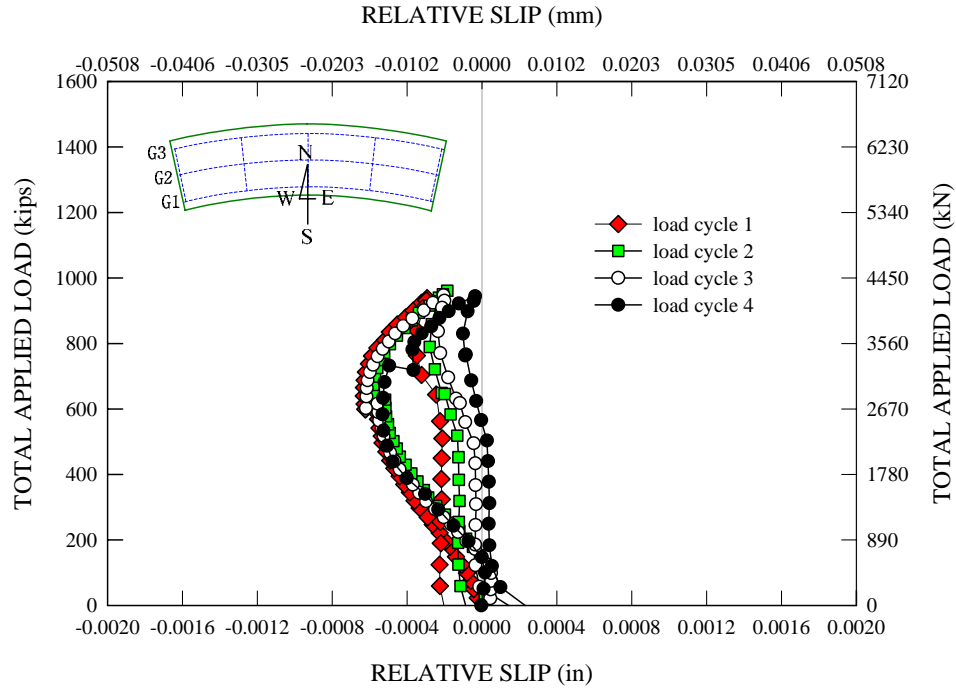 RELATIVE SLIP (mm)
-0.0508 -0.0406 -0.0305 -0.0203 -0.0102 0.0000 0.0102 0.0203 0.0305 0.0406 0.0508
1600 7120
1400 6230
1200 5340
1000 4450
800 3560
600 2670
400 1780
200 890
0 0
TOTAL APPLIED LOAD (kips)
TOTAL APPLIED LOAD (kN)
G3
G2
G1
N
W E
S
load cycle 1
load cycle 2
load cycle 3
load cycle 4
-0.0020 -0.0016 -0.0012 -0.0008 -0.0004 0.0000 0.0004 0.0008 0.0012 0.0016 0.0020
RELATIVE SLIP (in)